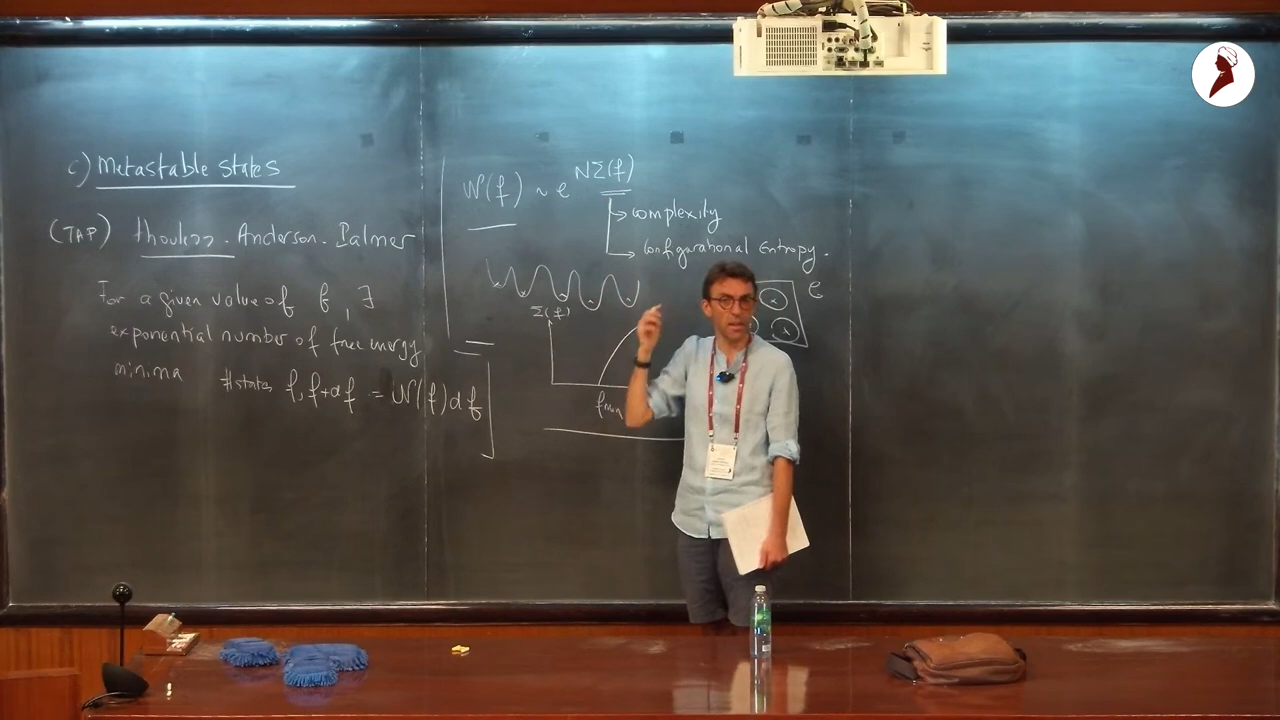 c) Metastable States
(TAP) Thouless. Anderson. Palmer
For a given value of f, ∃
exponential number of free energy
minima #states f, f+df = 𝒩(f)df
𝒩(f) ~ e^{NΣ(f)}
complexity
Configurational Entropy.
Σ(f)
fmin
e